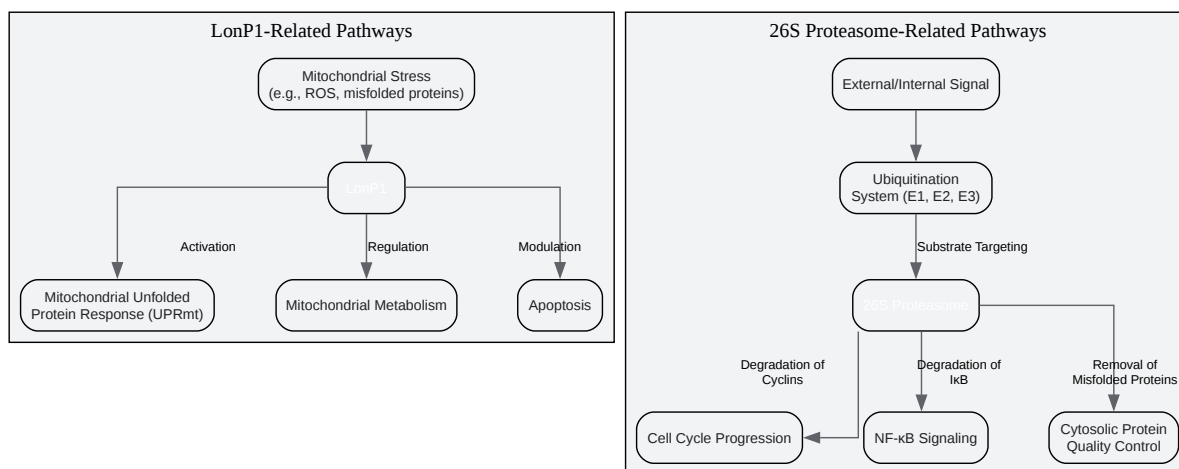 LonP1-Related Pathways
Mitochondrial Stress
(e.g., ROS, misfolded proteins)
LonP1
Activation
Regulation
Modulation
Mitochondrial Unfolded
Protein Response (UPRmt)
Mitochondrial Metabolism
Apoptosis
26S Proteasome-Related Pathways
External/Internal Signal
Ubiquitination
System (E1, E2, E3)
Substrate Targeting
26S Proteasome
Degradation of
Cyclins
Degradation of
IκB
Removal of
Misfolded Proteins
Cell Cycle Progression
NF-κB Signaling
Cytosolic Protein
Quality Control